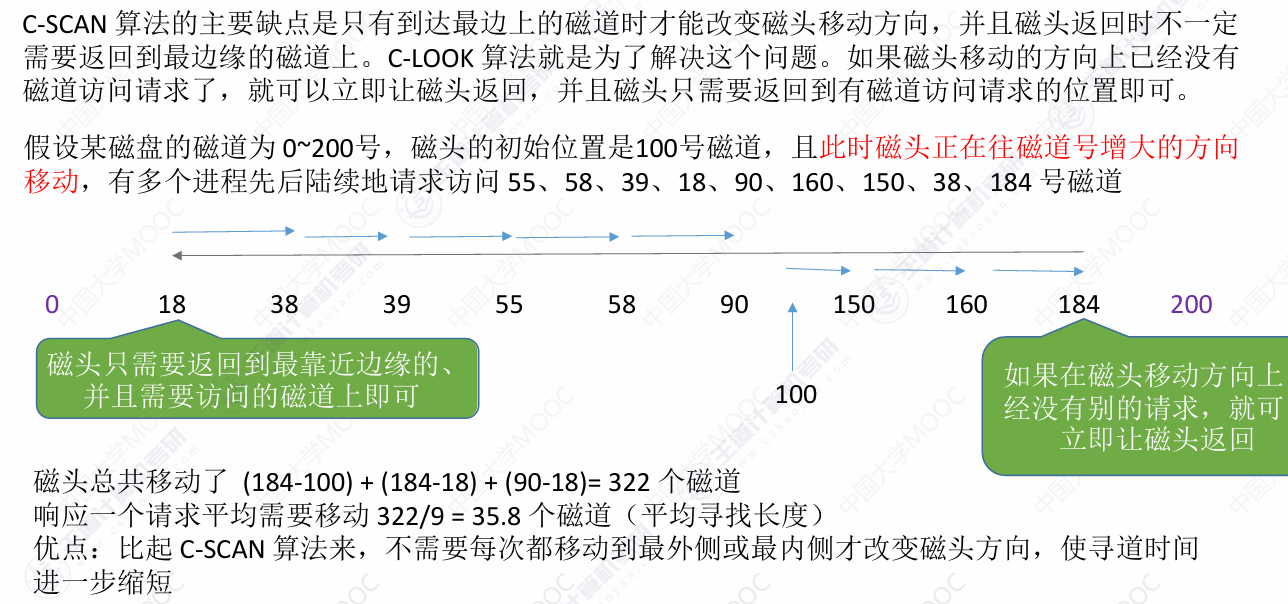 C-SCAN 算法的主要缺点是只有到达最边上的磁道时才能改变磁头移动方向，并且磁头返回时不一定
需要返回到最边缘的磁道上。C-LOOK 算法就是为了解决这个问题。如果磁头移动的方向上已经没有
磁道访问请求了，就可以立即让磁头返回，并且磁头只需要返回到有磁道访问请求的位置即可。
假设某磁盘的磁道为 0~200号，磁头的初始位置是100号磁道，且此时磁头正在往磁道号增大的方向
移动，有多个进程先后陆续地请求访问 55、58、39、18、90、160、150、38、184 号磁道
0 18 38 39 55 58 90 150 160 184 200
磁头只需要返回到最靠近边缘的、
并且需要访问的磁道上即可
100
如果在磁头移动方向上
经没有别的请求，就可
立即让磁头返回
磁头总共移动了 (184-100) + (184-18) + (90-18)= 322 个磁道
响应一个请求平均需要移动 322/9 = 35.8 个磁道（平均寻找长度）
优点：比起 C-SCAN 算法来，不需要每次都移动到最外侧或最内侧才改变磁头方向，使寻道时间
进一步缩短
中国大学MOOC
王道计算机考研